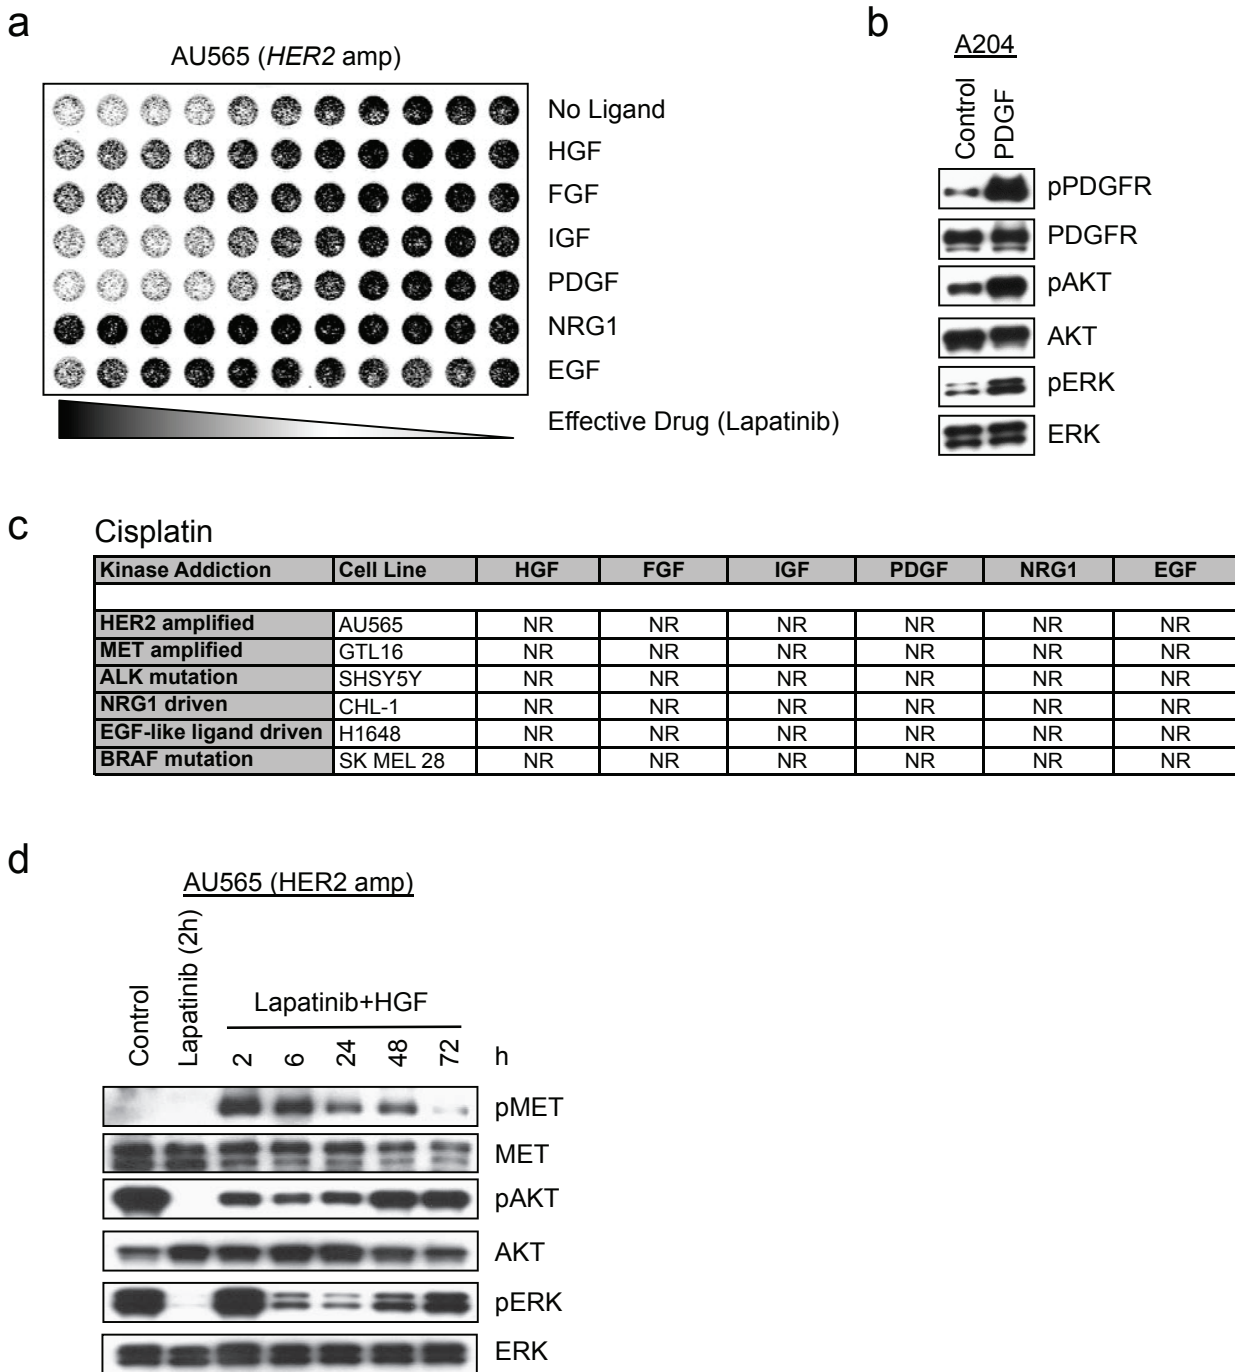 a
AU565 (HER2 amp)
No Ligand
HGF
FGF
IGF
PDGF
NRG1
EGF
Effective Drug (Lapatinib)
b
A204
Control
PDGF
pPDGFR
PDGFR
pAKT
AKT
pERK
ERK
c
Cisplatin
Kinase Addiction Cell Line HGF FGF IGF PDGF NRG1 EGF
HER2 amplified AU565 NR NR NR NR NR NR
MET amplified GTL16 NR NR NR NR NR NR
ALK mutation SHSY5Y NR NR NR NR NR NR
NRG1 driven CHL-1 NR NR NR NR NR NR
EGF-like ligand driven H1648 NR NR NR NR NR NR
BRAF mutation SK MEL 28 NR NR NR NR NR NR
d
AU565 (HER2 amp)
Control
Lapatinib (2h)
Lapatinib+HGF
2 6 24 48 72 h
pMET
MET
pAKT
AKT
pERK
ERK